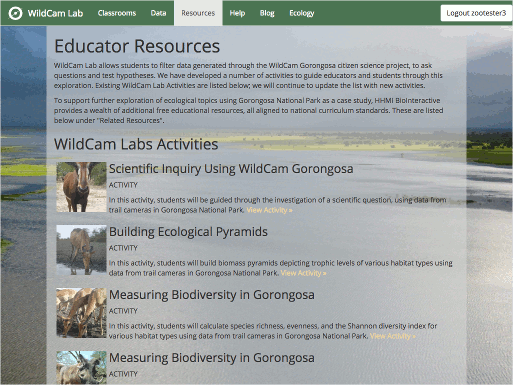 WildCam Lab Classrooms Data Resources Help Blog Ecology Logout zootester3
Educator Resources
WildCam Lab allows students to filter data generated through the WildCam Gorongosa citizen science project, to ask
questions and test hypotheses. We have developed a number of activities to guide educators and students through this
exploration. Existing WildCam Lab Activities are listed below; we will continue to update the list with new activities.
To support further exploration of ecological topics using Gorongosa National Park as a case study, HHMI BioInteractive
provides a wealth of additional free educational resources, all aligned to national curriculum standards. These are listed
below under "Related Resources".
WildCam Labs Activities
Scientific Inquiry Using WildCam Gorongosa
ACTIVITY
In this activity, students will be guided through the investigation of a scientific question, using data from
trail cameras in Gorongosa National Park. View Activity »
Building Ecological Pyramids
ACTIVITY
In this activity, students will build biomass pyramids depicting trophic levels of various habitat types using
data from trail cameras in Gorongosa National Park. View Activity »
Measuring Biodiversity in Gorongosa
ACTIVITY
In this activity, students will calculate species richness, evenness, and the Shannon diversity index for
various habitat types using data from trail cameras in Gorongosa National Park. View Activity »
Measuring Biodiversity in Gorongosa
ACTIVITY